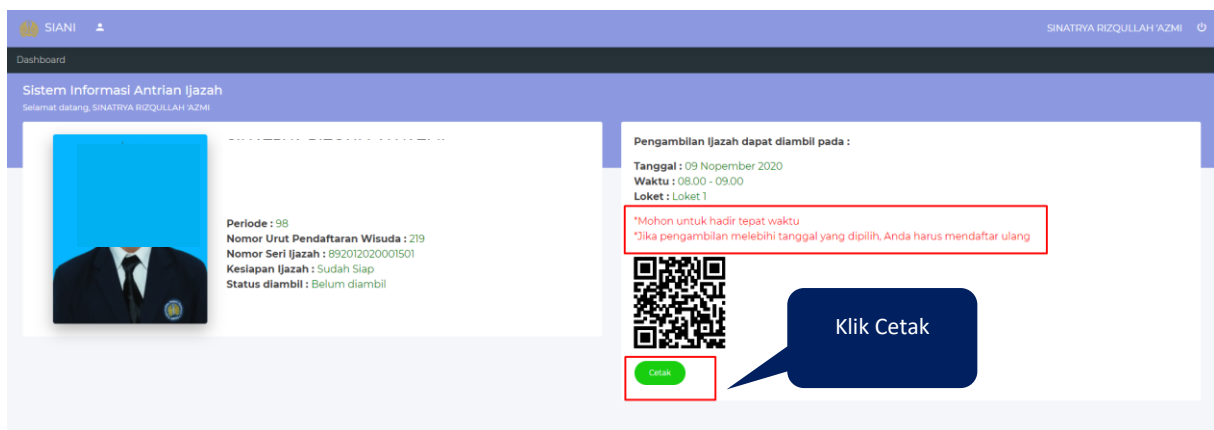 SIANI
SINATRYA RIZQULLAH 'AZMI
Dashboard
Sistem Informasi Antrian Ijazah
Selamat datang, SINATRYA RIZQULLAH 'AZMI
Periode : 98
Nomor Urut Pendaftaran Wisuda : 219
Nomor Seri Ijazah : 892012020001501
Kesiapan Ijazah : Sudah Siap
Status diambil : Belum diambil
Pengambilan Ijazah dapat diambil pada :
Tanggal : 09 Nopember 2020
Waktu : 08.00 - 09.00
Loket : Loket 1
*Mohon untuk hadir tepat waktu
*Jika pengambilan melebihi tanggal yang dipilih, Anda harus mendaftar ulang
Klik Cetak
Cetak